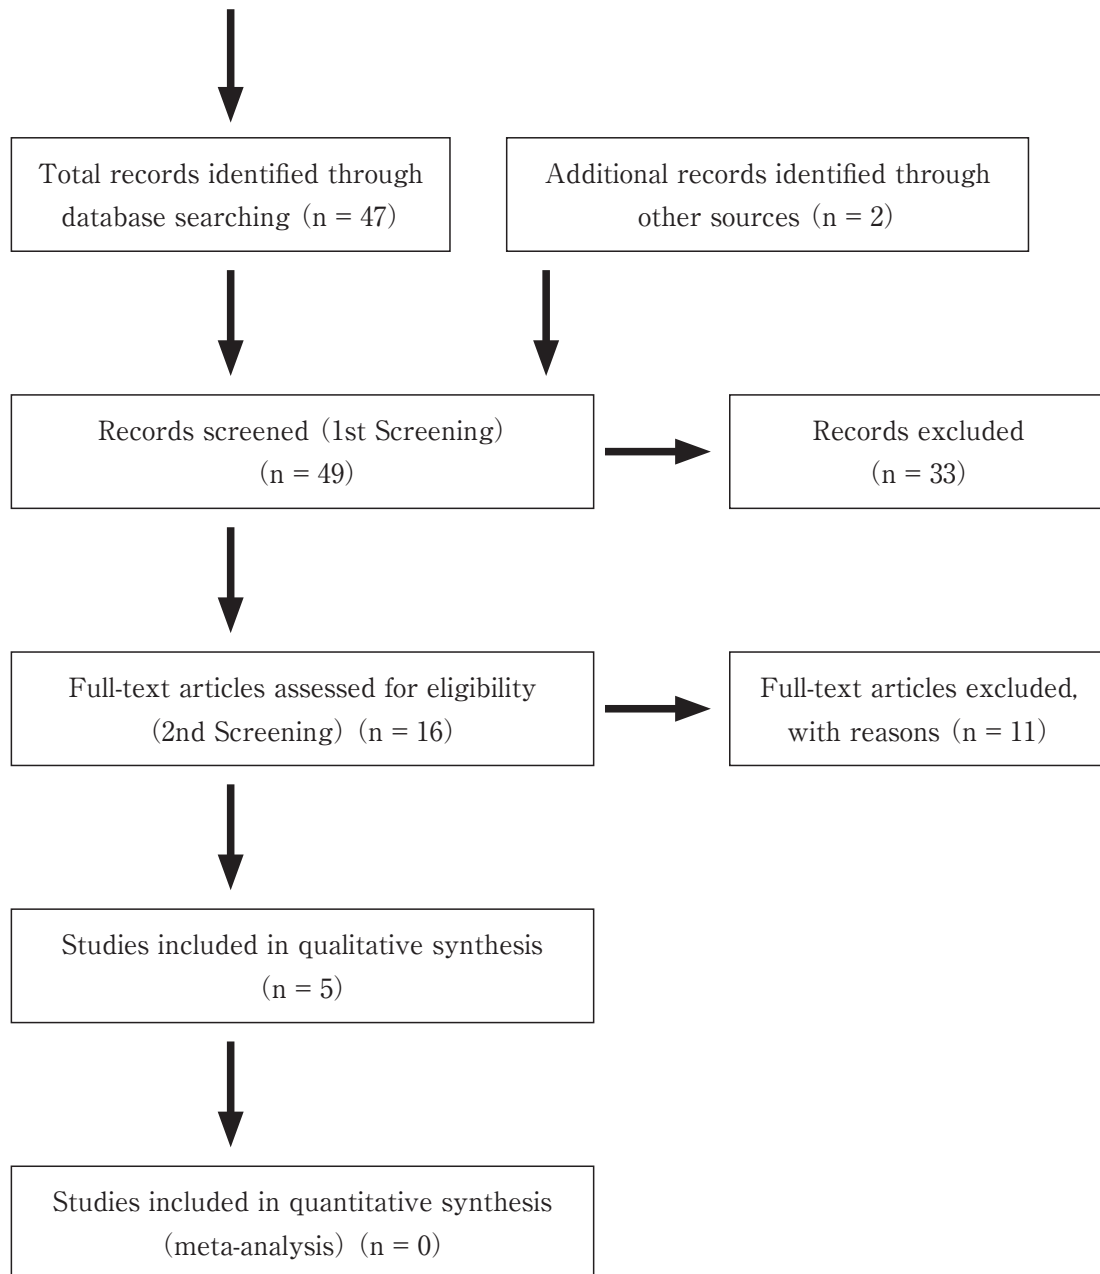 Total records identified through
database searching (n = 47)
Additional records identified through
other sources (n = 2)
Records screened (1st Screening)
(n = 49)
Records excluded
(n = 33)
Full-text articles assessed for eligibility
(2nd Screening) (n = 16)
Full-text articles excluded,
with reasons (n = 11)
Studies included in qualitative synthesis
(n = 5)
Studies included in quantitative synthesis
(meta-analysis) (n = 0)